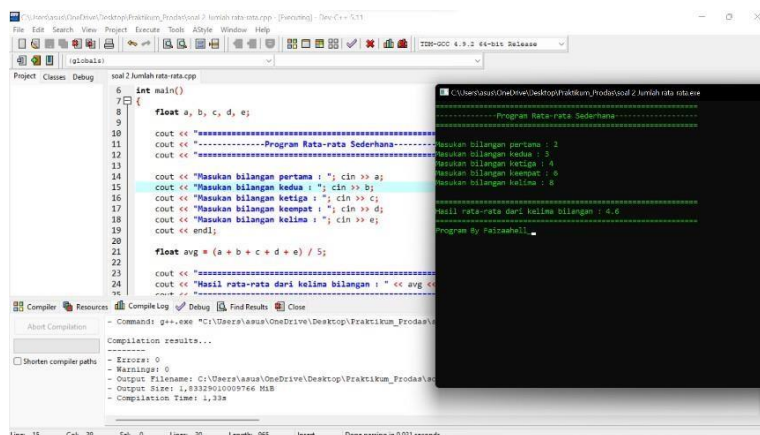 C:\Users\asus\OneDrive\Desktop\Praktikum_Prodas\soal 2 Jumlah rata-rata.cpp - [Executing] - Dev-C++ 5.11
File Edit Search View Project Execute Tools AStyle Window Help
TDM-GCC 4.9.2 64-bit Release
(globals)
Project Classes Debug
soal 2 Jumlah rata-rata.cpp
6 int main()
7 {
8 float a, b, c, d, e;
9
10 cout << "==============================
11 cout << "-------------Program Rata-rata Sederhana--------
12 cout << "==============================
13
14 cout << "Masukan bilangan pertama : "; cin >> a;
15 cout << "Masukan bilangan kedua : "; cin >> b;
16 cout << "Masukan bilangan ketiga : "; cin >> c;
17 cout << "Masukan bilangan keempat : "; cin >> d;
18 cout << "Masukan bilangan kelima : "; cin >> e;
19 cout << endl;
20
21 float avg = (a + b + c + d + e) / 5;
22
23 cout << "==============================
24 cout << "Hasil rata-rata dari kelima bilangan : " << avg <<
25 cout << "==============================
C:\Users\asus\OneDrive\Desktop\Praktikum_Prodas\soal 2 Jumlah rata-rata.exe
--------------Program Rata-rata Sederhana-------------------
Masukan bilangan pertama : 2
Masukan bilangan kedua : 3
Masukan bilangan ketiga : 4
Masukan bilangan keempat : 6
Masukan bilangan kelima : 8
Hasil rata-rata dari kelima bilangan : 4.6
Program By Faizaahell_
Compiler Resources Compile Log Debug Find Results Close
Abort Compilation
Shorten compiler paths
- Command: g++.exe "C:\Users\asus\OneDrive\Desktop\Praktikum_Prodas\s
Compilation results...
--------
- Errors: 0
- Warnings: 0
- Output Filename: C:\Users\asus\OneDrive\Desktop\Praktikum_Prodas\so
- Output Size: 1,83329010009766 MiB
- Compilation Time: 1,33s
Line: 15 Col: 20 Sel: 0 Lines: 30 Length: 965 Insert Done parsing in 0,031 seconds